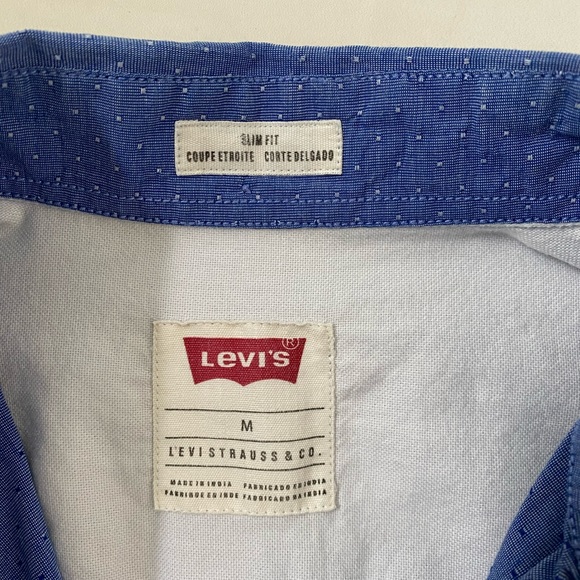 SLIM FIT
COUPE ETROITE CORTE DELGADO
LEVI'S®
M
LEVI STRAUSS & CO.
MADE IN INDIA FABRICADO EN INDIA
FABRIQUE EN INDE FABRICADO NA INDIA